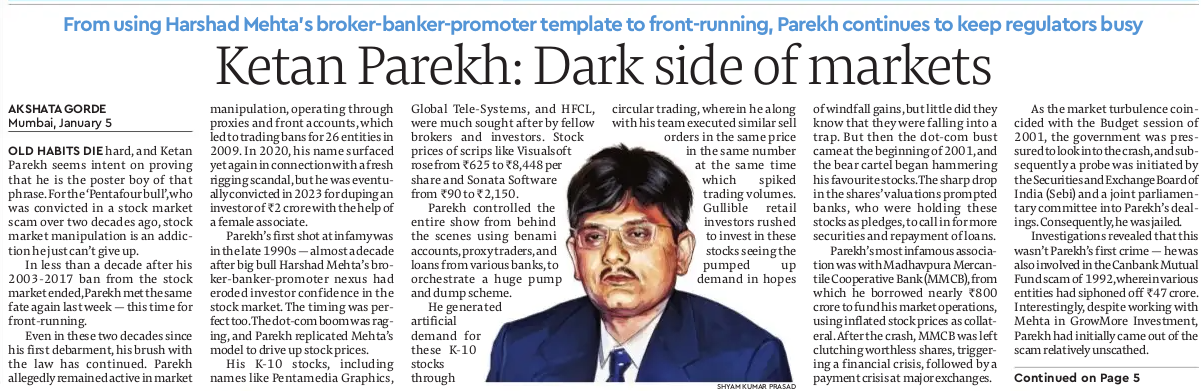 From using Harshad Mehta's broker-banker-promoter template to front-running, Parekh continues to keep regulators busy
Ketan Parekh: Dark side of markets
AKSHATA GORDE
Mumbai, January 5
OLD HABITS DIE hard, and Ketan
Parekh seems intent on proving
that he is the poster boy of that
phrase. For the 'Pentafour bull', who
was convicted in a stock market
scam over two decades ago, stock
market manipulation is an addic-
tion he just can't give up.
In less than a decade after his
2003-2017 ban from the stock
market ended, Parekh met the same
fate again last week — this time for
front-running.
Even in these two decades since
his first debarment, his brush with
the law has continued. Parekh
allegedly remained active in market
manipulation, operating through
proxies and front accounts, which
led to trading bans for 26 entities in
2009. In 2020, his name surfaced
yet again in connection with a fresh
rigging scandal, but he was eventu-
ally convicted in 2023 for duping an
investor of ₹2 crore with the help of
a female associate.
Parekh's first shot at infamy was
in the late 1990s — almost a decade
after big bull Harshad Mehta's bro-
ker-banker-promoter nexus had
eroded investor confidence in the
stock market. The timing was per-
fect too. The dot-com boom was rag-
ing, and Parekh replicated Mehta's
model to drive up stock prices.
His K-10 stocks, including
names like Pentamedia Graphics,
Global Tele-Systems, and HFCL,
were much sought after by fellow
brokers and investors. Stock
prices of scrips like Visualsoft
rose from ₹625 to ₹8,448 per
share and Sonata Software
from ₹90 to ₹2,150.
Parekh controlled the
entire show from behind
the scenes using benami
accounts, proxy traders, and
loans from various banks, to
orchestrate a huge pump
and dump scheme.
He generated
artificial
demand for
these K-10
stocks
through
circular trading, wherein he along
with his team executed similar sell
orders in the same price
in the same number
at the same time
which spiked
trading volumes.
Gullible retail
investors rushed
to invest in these
stocks seeing the
pumped up
demand in hopes
of windfall gains, but little did they
know that they were falling into a
trap. But then the dot-com bust
came at the beginning of 2001, and
the bear cartel began hammering
his favourite stocks. The sharp drop
in the shares' valuations prompted
banks, who were holding these
stocks as pledges, to call in for more
securities and repayment of loans.
Parekh's most infamous associa-
tion was with Madhavpura Mercan-
tile Cooperative Bank (MMCB), from
which he borrowed nearly ₹800
crore to fund his market operations,
using inflated stock prices as collat-
eral. After the crash, MMCB was left
clutching worthless shares, trigger-
ing a financial crisis, followed by a
payment crisis at major exchanges.
As the market turbulence coin-
cided with the Budget session of
2001, the government was pres-
sured to look into the crash, and sub-
sequently a probe was initiated by
the Securities and Exchange Board of
India (Sebi) and a joint parliamen-
tary committee into Parekh's deal-
ings. Consequently, he was jailed.
Investigations revealed that this
wasn't Parekh's first crime — he was
also involved in the Canbank Mutual
Fund scam of 1992, wherein various
entities had siphoned off ₹47 crore.
Interestingly, despite working with
Mehta in GrowMore Investment,
Parekh had initially came out of the
scam relatively unscathed.
Continued on Page 5
SHYAM KUMAR PRASAD